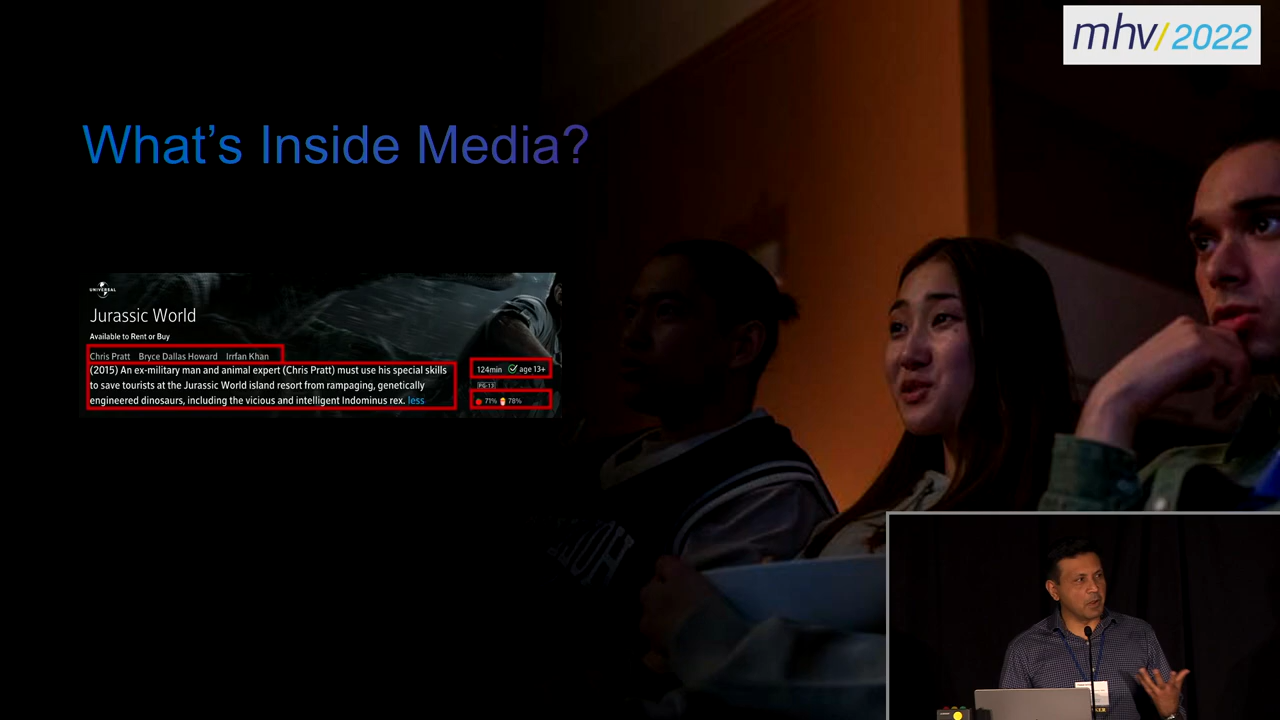 mhv/2022
What's Inside Media?
UNIVERSAL
Jurassic World
Available to Rent or Buy
Chris Pratt Bryce Dallas Howard Irrfan Khan
(2015) An ex-military man and animal expert (Chris Pratt) must use his special skills
to save tourists at the Jurassic World island resort from rampaging, genetically
engineered dinosaurs, including the vicious and intelligent Indominus rex. less
124min age 13+
PG-13
71% 78%